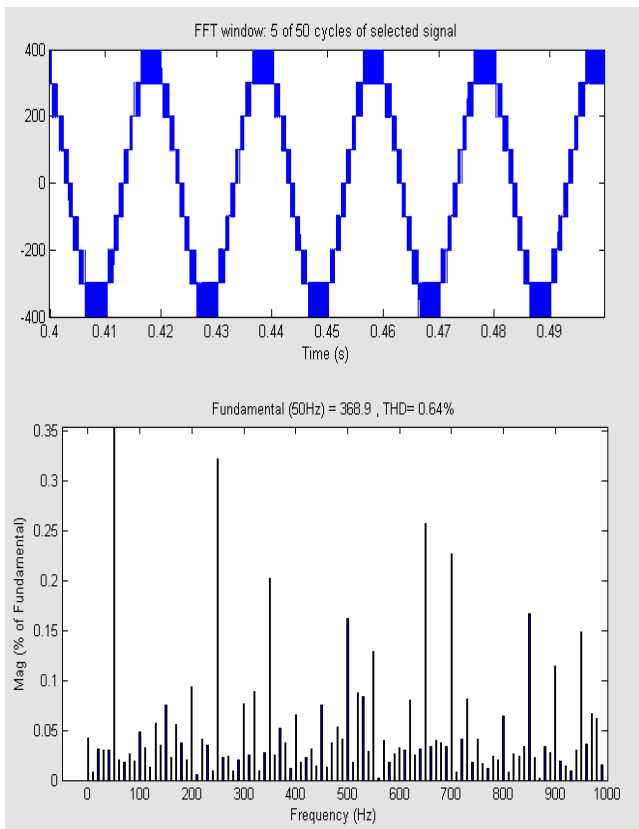 FFT window: 5 of 50 cycles of selected signal
400
200
0
-200
-400
0.4 0.41 0.42 0.43 0.44 0.45 0.46 0.47 0.48 0.49
Time (s)
Fundamental (50Hz) = 368.9 , THD= 0.64%
Mag (% of Fundamental)
0.35
0.3
0.25
0.2
0.15
0.1
0.05
0
0 100 200 300 400 500 600 700 800 900 1000
Frequency (Hz)